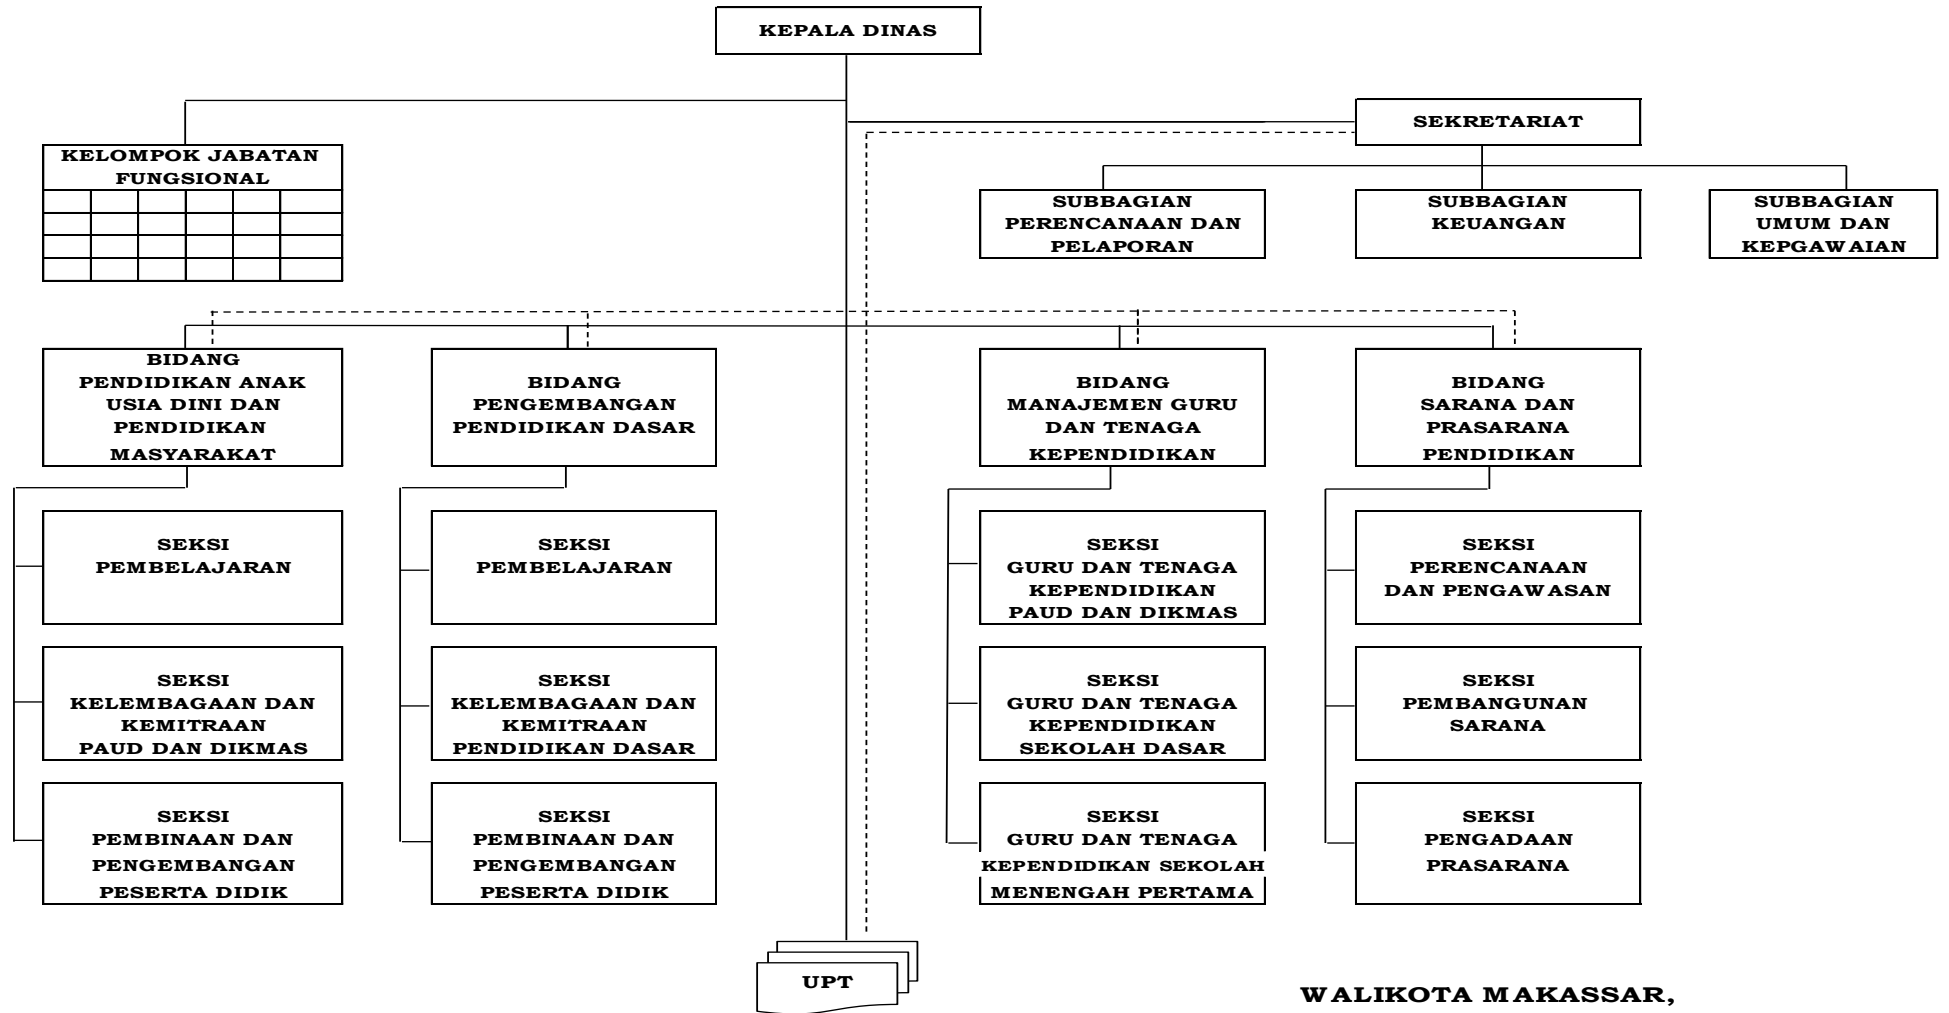 KEPALA DINAS
SEKRETARIAT
KELOMPOK JABATAN
FUNGSIONAL
SUBBAGIAN
PERENCANAAN DAN
PELAPORAN
SUBBAGIAN
KEUANGAN
SUBBAGIAN
UMUM DAN
KEPGAWAIAN
BIDANG
PENDIDIKAN ANAK
USIA DINI DAN
PENDIDIKAN
MASYARAKAT
BIDANG
PENGEMBANGAN
PENDIDIKAN DASAR
BIDANG
MANAJEMEN GURU
DAN TENAGA
KEPENDIDIKAN
BIDANG
SARANA DAN
PRASARANA
PENDIDIKAN
SEKSI
PEMBELAJARAN
SEKSI
PEMBELAJARAN
SEKSI
GURU DAN TENAGA
KEPENDIDIKAN
PAUD DAN DIKMAS
SEKSI
PERENCANAAN
DAN PENGAWASAN
SEKSI
KELEMBAGAAN DAN
KEMITRAAN
PAUD DAN DIKMAS
SEKSI
KELEMBAGAAN DAN
KEMITRAAN
PENDIDIKAN DASAR
SEKSI
GURU DAN TENAGA
KEPENDIDIKAN
SEKOLAH DASAR
SEKSI
PEMBANGUNAN
SARANA
SEKSI
PEMBINAAN DAN
PENGEMBANGAN
PESERTA DIDIK
SEKSI
PEMBINAAN DAN
PENGEMBANGAN
PESERTA DIDIK
SEKSI
GURU DAN TENAGA
KEPENDIDIKAN SEKOLAH
MENENGAH PERTAMA
SEKSI
PENGADAAN
PRASARANA
UPT
WALIKOTA MAKASSAR,